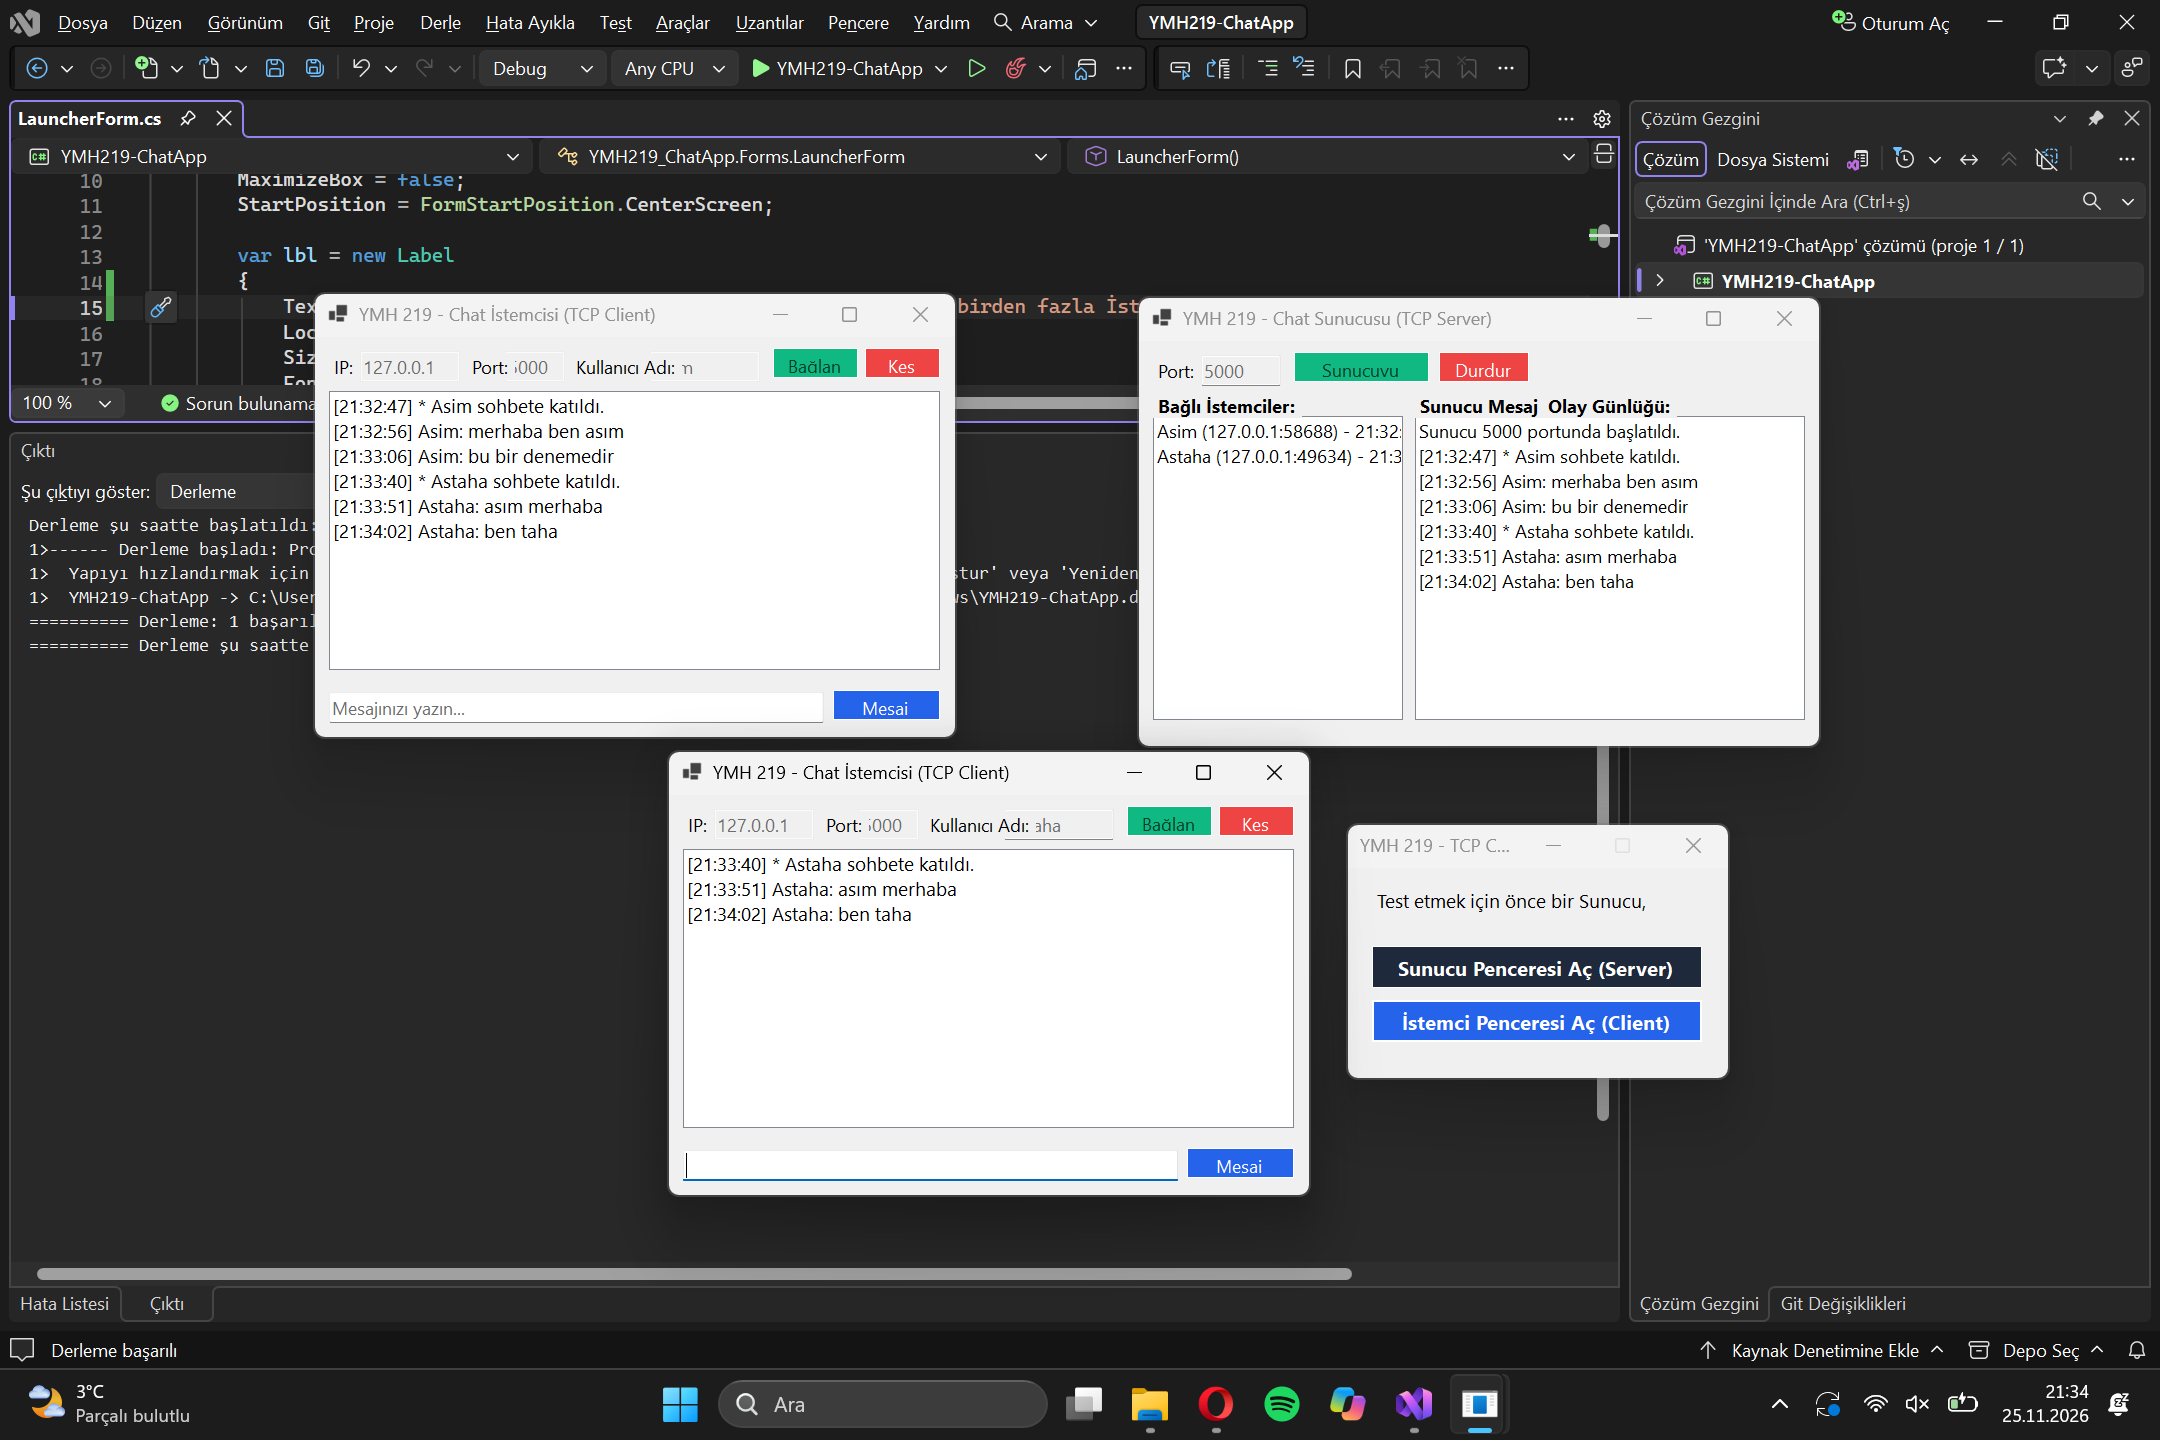 Dosya Düzen Görünüm Git Proje Derle Hata Ayıkla Test Araçlar Uzantılar Pencere Yardım Arama YMH219-ChatApp Oturum Aç
Debug Any CPU YMH219-ChatApp
LauncherForm.cs
YMH219-ChatApp YMH219_ChatApp.Forms.LauncherForm LauncherForm()
10 MaximizeBox = false;
11 StartPosition = FormStartPosition.CenterScreen;
12
13 var lbl = new Label
14 {
15 Tex birden fazla İst
16 Loc
17 Siz
18 Fon
100 % Sorun bulunama
Çıktı
Şu çıktıyı göster: Derleme
Derleme şu saatte başlatıldı:
1>------ Derleme başladı: Pro
1> Yapıyı hızlandırmak için ştur' veya 'Yeniden
1> YMH219-ChatApp -> C:\User ws\YMH219-ChatApp.d
========== Derleme: 1 başarıl
========== Derleme şu saatte
Hata Listesi Çıktı
Derleme başarılı
Çözüm Gezgini
Çözüm Dosya Sistemi
Çözüm Gezgini İçinde Ara (Ctrl+ş)
'YMH219-ChatApp' çözümü (proje 1 / 1)
YMH219-ChatApp
Çözüm Gezgini Git Değişiklikleri
Kaynak Denetimine Ekle Depo Seç
YMH 219 - Chat İstemcisi (TCP Client)
IP: 127.0.0.1 Port: 5000 Kullanıcı Adı: m Bağlan Kes
[21:32:47] * Asim sohbete katıldı.
[21:32:56] Asim: merhaba ben asım
[21:33:06] Asim: bu bir denemedir
[21:33:40] * Astaha sohbete katıldı.
[21:33:51] Astaha: asım merhaba
[21:34:02] Astaha: ben taha
Mesajınızı yazın... Mesaj
YMH 219 - Chat Sunucusu (TCP Server)
Port: 5000 Sunucuyu Durdur
Bağlı İstemciler: Sunucu Mesaj Olay Günlüğü:
Asim (127.0.0.1:58688) - 21:32:
Astaha (127.0.0.1:49634) - 21:3
Sunucu 5000 portunda başlatıldı.
[21:32:47] * Asim sohbete katıldı.
[21:32:56] Asim: merhaba ben asım
[21:33:06] Asim: bu bir denemedir
[21:33:40] * Astaha sohbete katıldı.
[21:33:51] Astaha: asım merhaba
[21:34:02] Astaha: ben taha
YMH 219 - Chat İstemcisi (TCP Client)
IP: 127.0.0.1 Port: 5000 Kullanıcı Adı: aha Bağlan Kes
[21:33:40] * Astaha sohbete katıldı.
[21:33:51] Astaha: asım merhaba
[21:34:02] Astaha: ben taha
Mesaj
YMH 219 - TCP C...
Test etmek için önce bir Sunucu,
Sunucu Penceresi Aç (Server)
İstemci Penceresi Aç (Client)
3°C
Parçalı bulutlu
Ara
21:34
25.11.2026